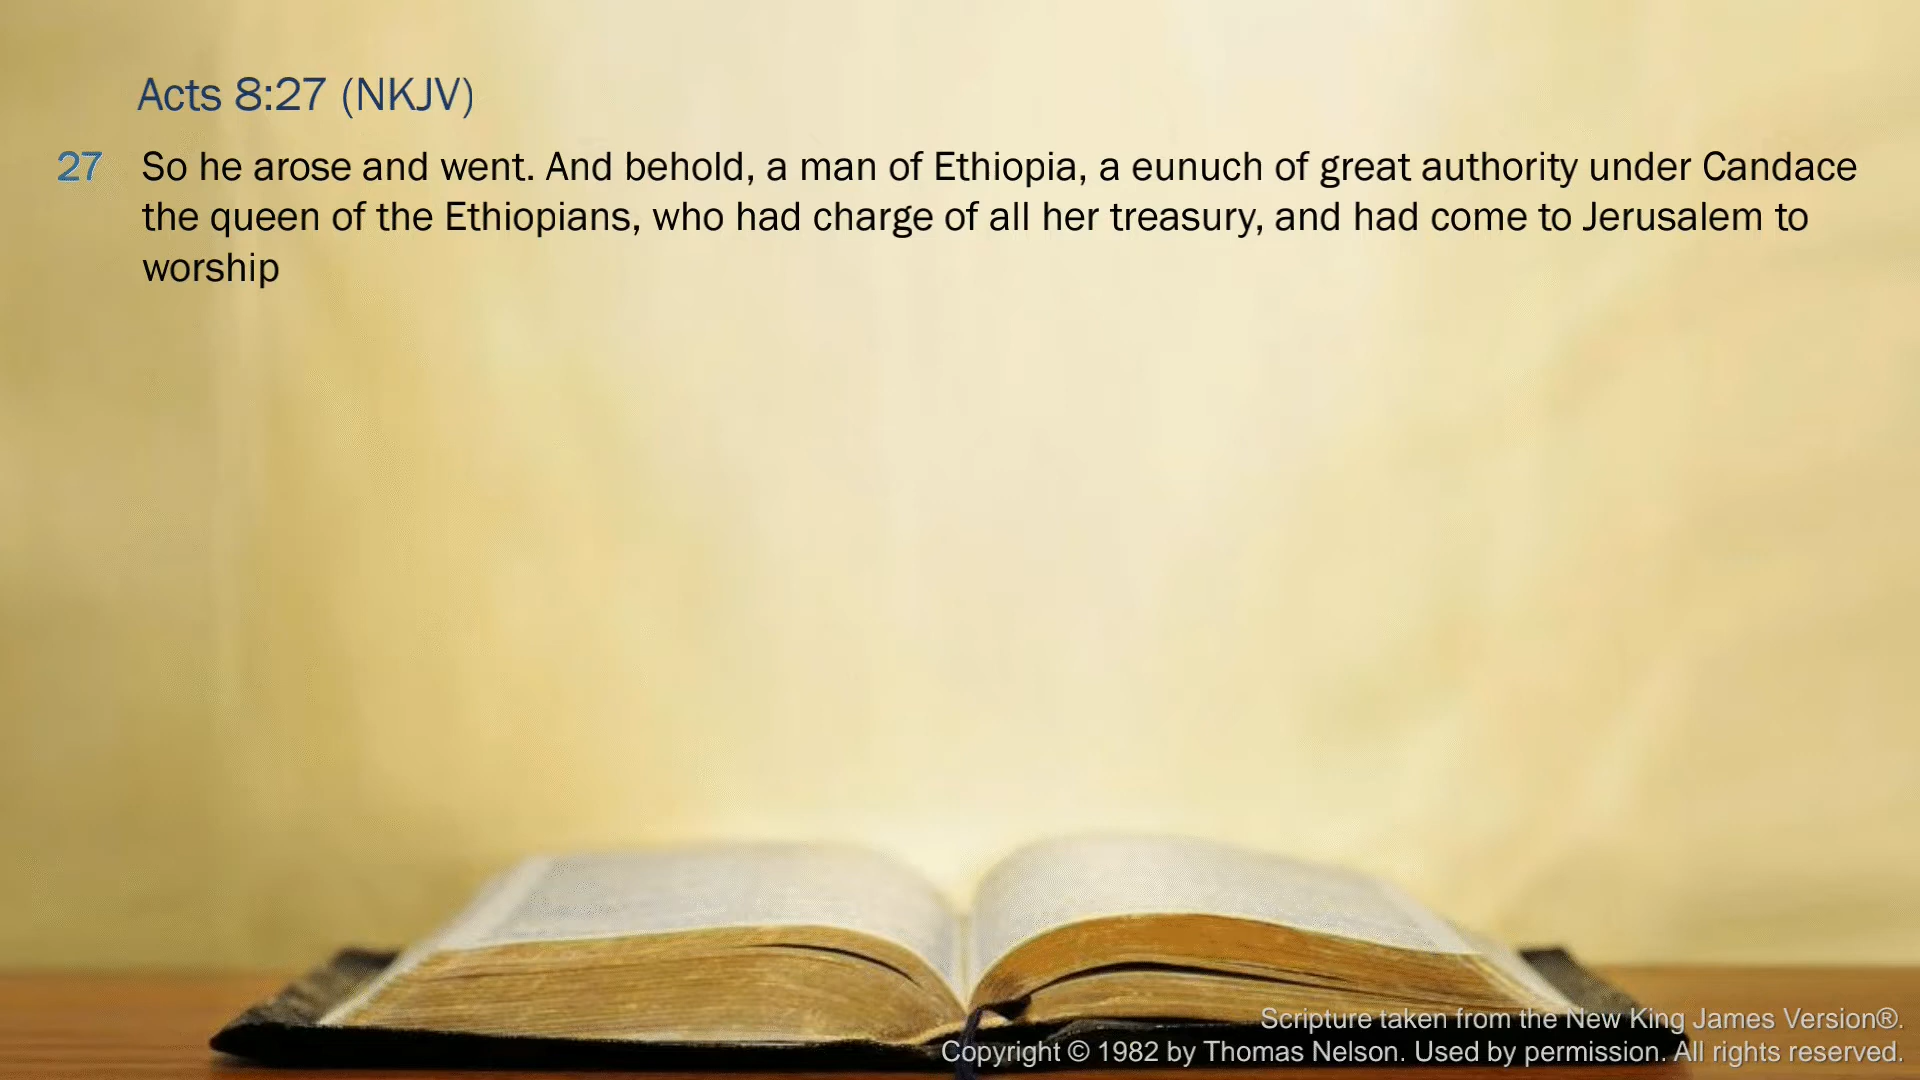 Acts 8:27 (NKJV)
27 So he arose and went. And behold, a man of Ethiopia, a eunuch of great authority under Candace
the queen of the Ethiopians, who had charge of all her treasury, and had come to Jerusalem to
worship
Scripture taken from the New King James Version®.
Copyright © 1982 by Thomas Nelson. Used by permission. All rights reserved.